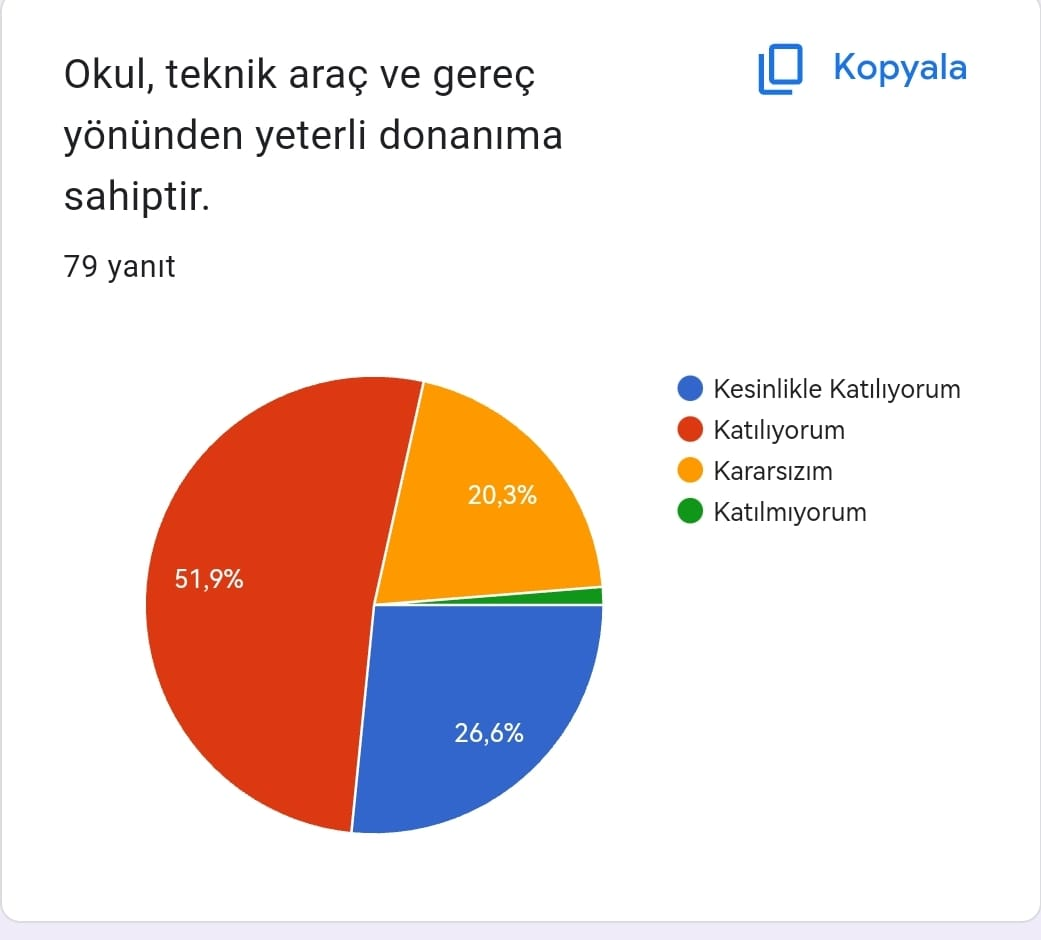 Okul, teknik araç ve gereç
yönünden yeterli donanıma
sahiptir.
Kopyala
79 yanıt
Kesinlikle Katılıyorum
Katılıyorum
Kararsızım
Katılmıyorum
20,3%
51,9%
26,6%